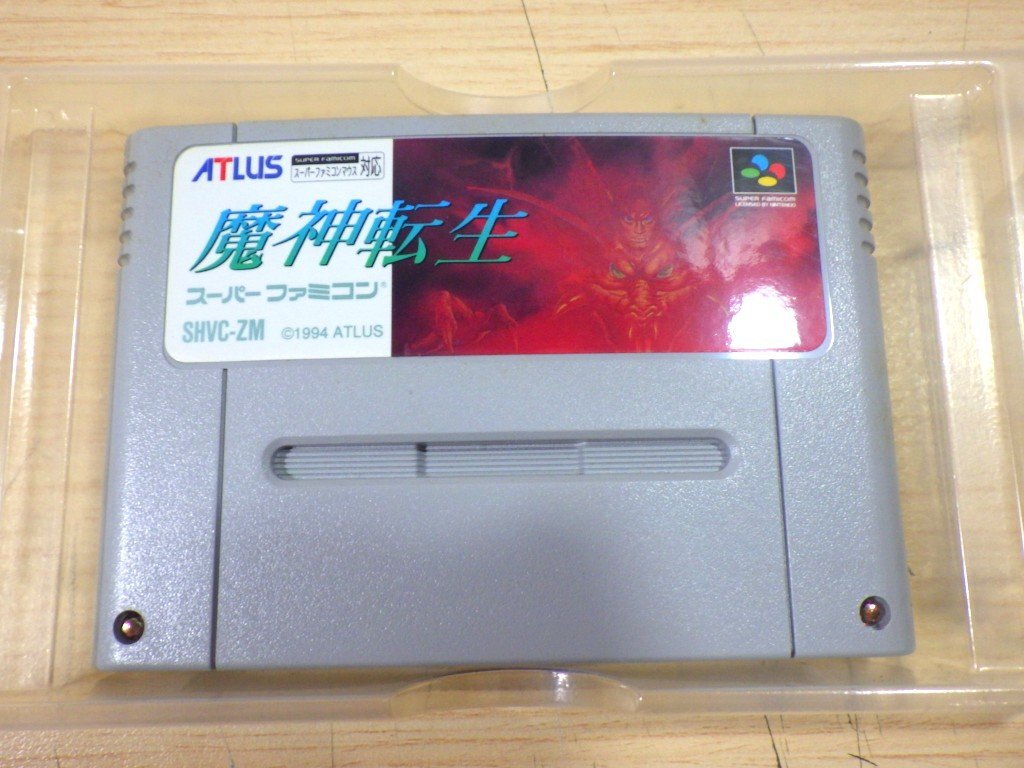 ATLUS
SUPER FAMICOM
スーパーファミコンマウス 対応
魔神転生
スーパーファミコン®
SHVC-ZM ©1994 ATLUS
SUPER FAMICOM
LICENSED BY NINTENDO